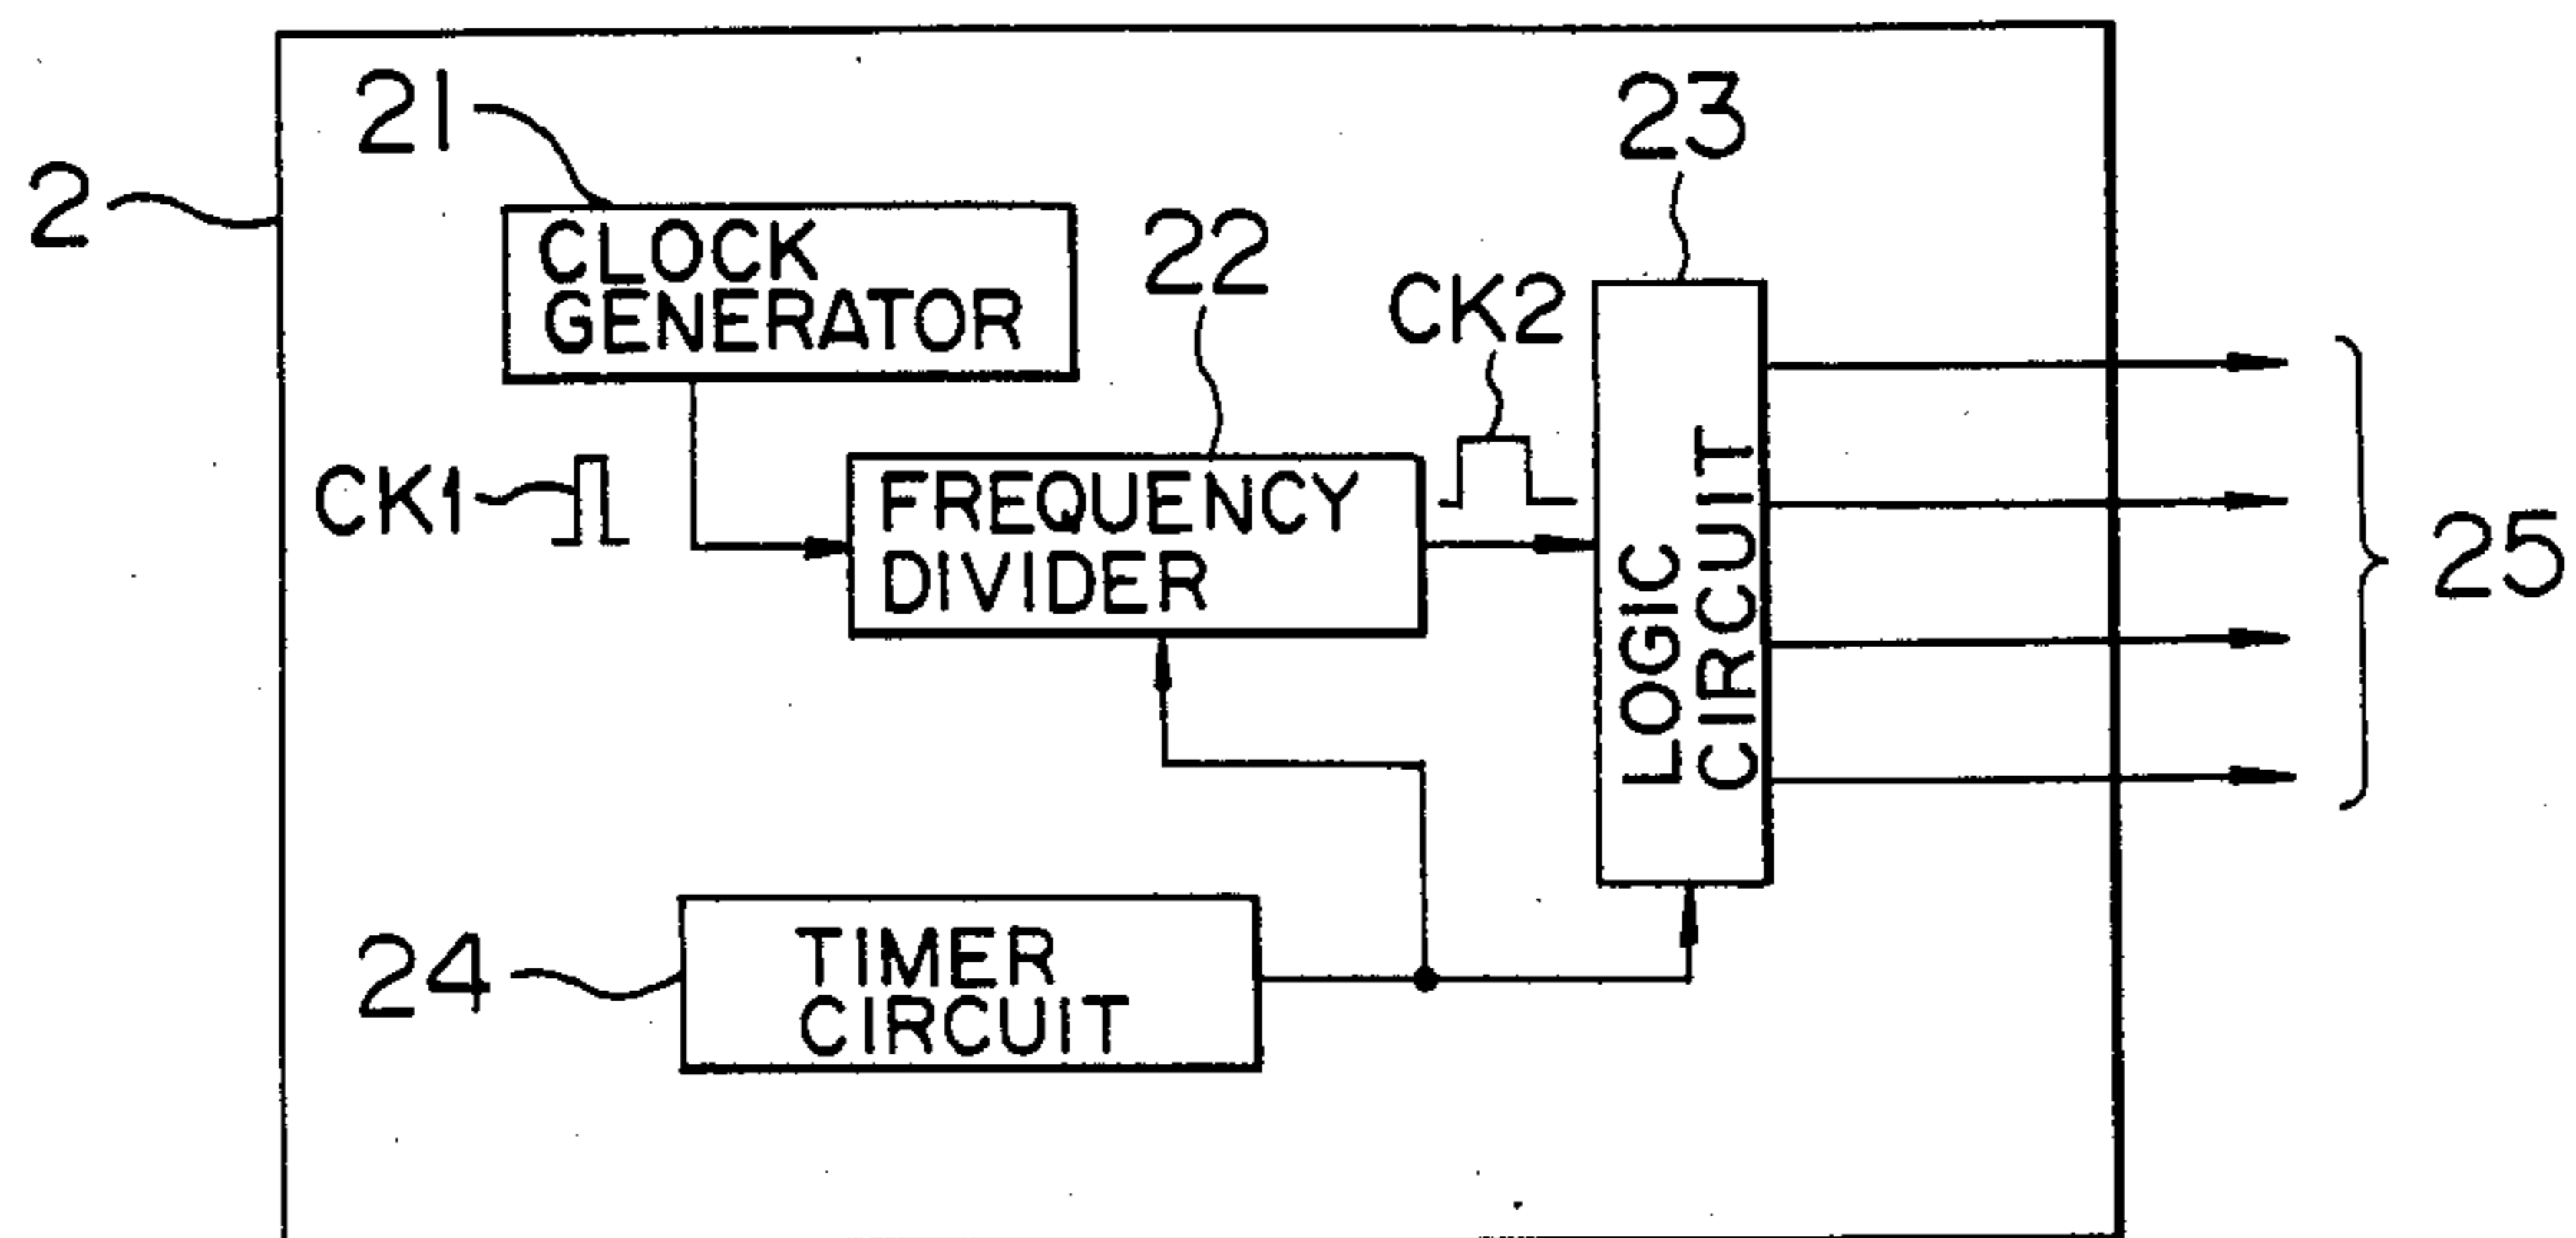 21
23
2
CLOCK
GENERATOR
22
CK2
CK1
FREQUENCY
DIVIDER
LOGIC
CIRCUIT
25
24
TIMER
CIRCUIT